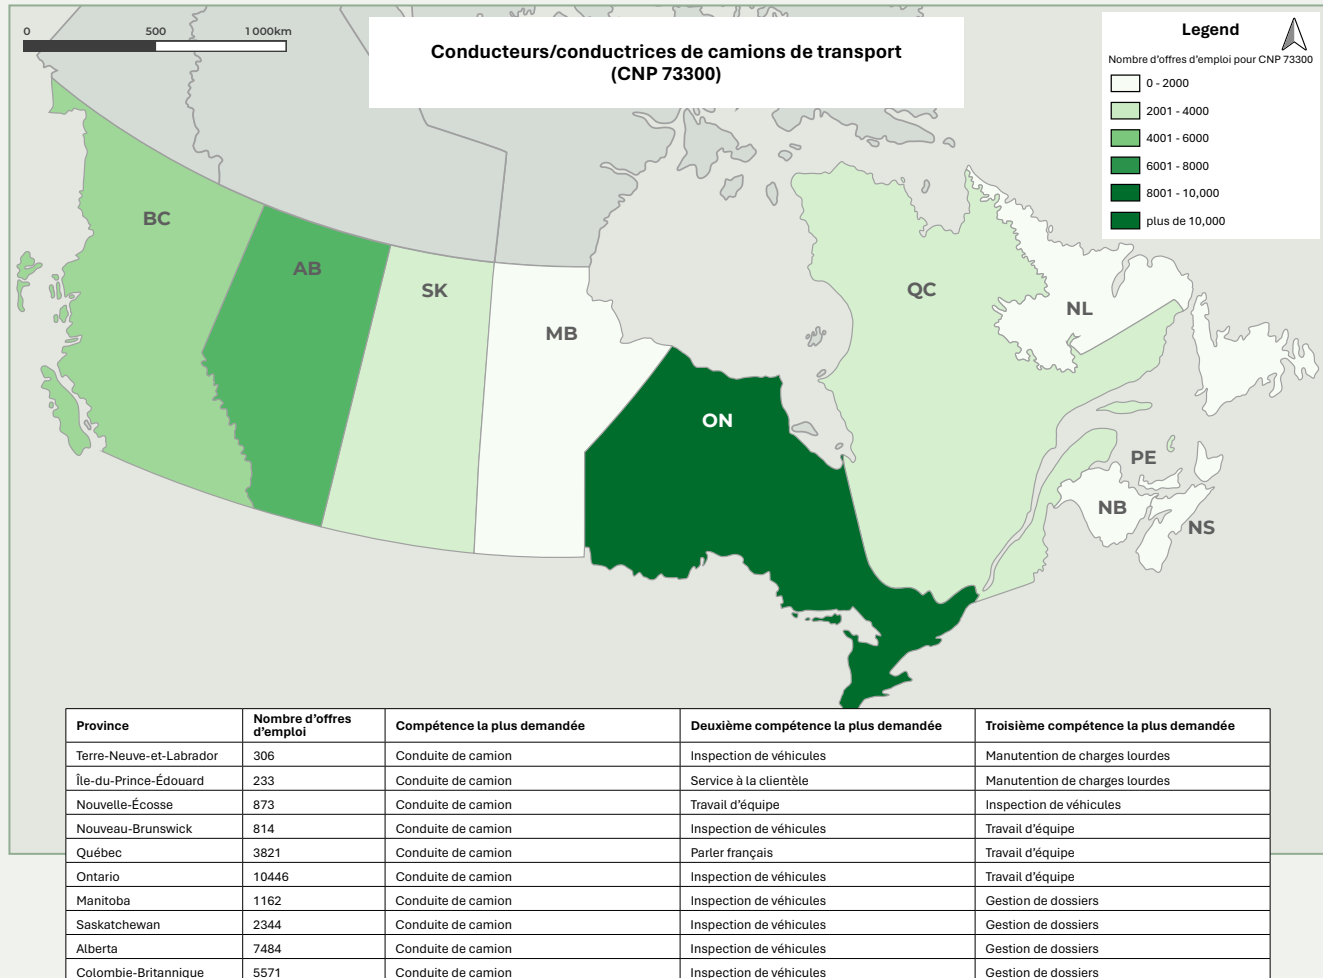 0 500 1 000km
Conducteurs/conductrices de camions de transport
(CNP 73300)
Legend
Nombre d'offres d'emploi pour CNP 73300
0 - 2000
2001 - 4000
4001 - 6000
6001 - 8000
8001 - 10,000
plus de 10,000
BC
AB
SK
MB
ON
QC
NL
PE
NB
NS
Province
Nombre d'offres
d'emploi
Compétence la plus demandée
Deuxième compétence la plus demandée
Troisième compétence la plus demandée
Terre-Neuve-et-Labrador 306 Conduite de camion Inspection de véhicules Manutention de charges lourdes
Île-du-Prince-Édouard 233 Conduite de camion Service à la clientèle Manutention de charges lourdes
Nouvelle-Écosse 873 Conduite de camion Travail d'équipe Inspection de véhicules
Nouveau-Brunswick 814 Conduite de camion Inspection de véhicules Travail d'équipe
Québec 3821 Conduite de camion Parler français Travail d'équipe
Ontario 10446 Conduite de camion Inspection de véhicules Travail d'équipe
Manitoba 1162 Conduite de camion Inspection de véhicules Gestion de dossiers
Saskatchewan 2344 Conduite de camion Inspection de véhicules Gestion de dossiers
Alberta 7484 Conduite de camion Inspection de véhicules Gestion de dossiers
Colombie-Britannique 5571 Conduite de camion Inspection de véhicules Gestion de dossiers